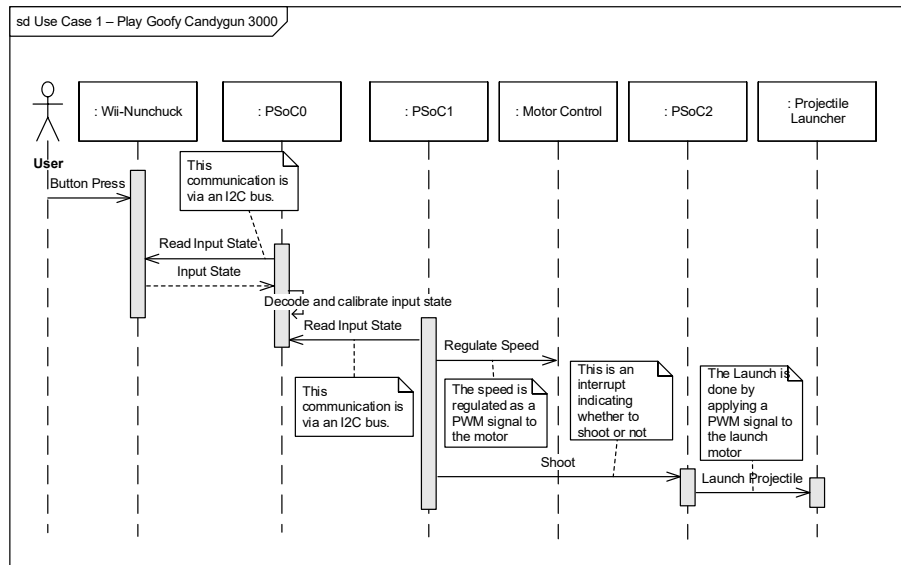 sd Use Case 1 – Play Goofy Candygun 3000
: Wii-Nunchuck
: PSoC0
: PSoC1
: Motor Control
: PSoC2
: Projectile
Launcher
User
This
communication is
via an I2C bus.
Button Press
Read Input State
Input State
Decode and calibrate input state
Read Input State
Regulate Speed
This
communication is
via an I2C bus.
The speed is
regulated as a
PWM signal to
the motor
This is an
interrupt
indicating
whether to
shoot or not
The Launch is
done by
applying a
PWM signal to
the launch
motor
Shoot
Launch Projectile